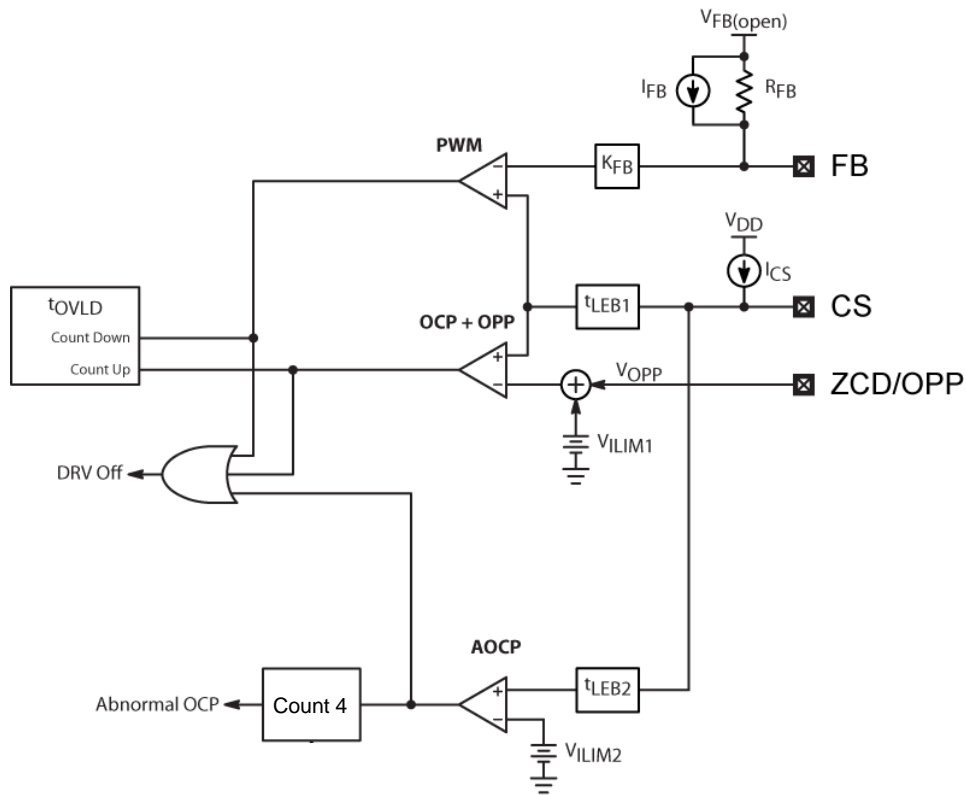 VFB(open)
IFB
RFB
PWM
KFB
FB
VDD
ICS
tOVLD
Count Down
Count Up
OCP + OPP
tLEB1
CS
VOPP
ZCD/OPP
VILIM1
DRV Off
AOCP
tLEB2
Abnormal OCP
Count 4
VILIM2